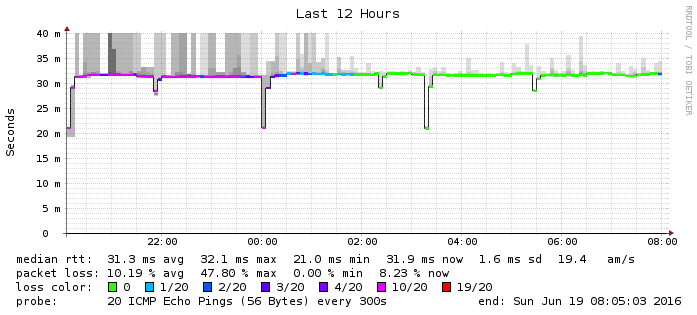 Last 12 Hours
RRDTOOL / TOBI OETIKER
Seconds
40 m
35 m
30 m
25 m
20 m
15 m
10 m
5 m
0
22:00 00:00 02:00 04:00 06:00 08:00
median rtt: 31.3 ms avg 32.1 ms max 21.0 ms min 31.9 ms now 1.6 ms sd 19.4 am/s
packet loss: 10.19 % avg 47.80 % max 0.00 % min 8.23 % now
loss color: 0 1/20 2/20 3/20 4/20 10/20 19/20
probe: 20 ICMP Echo Pings (56 Bytes) every 300s end: Sun Jun 19 08:05:03 2016